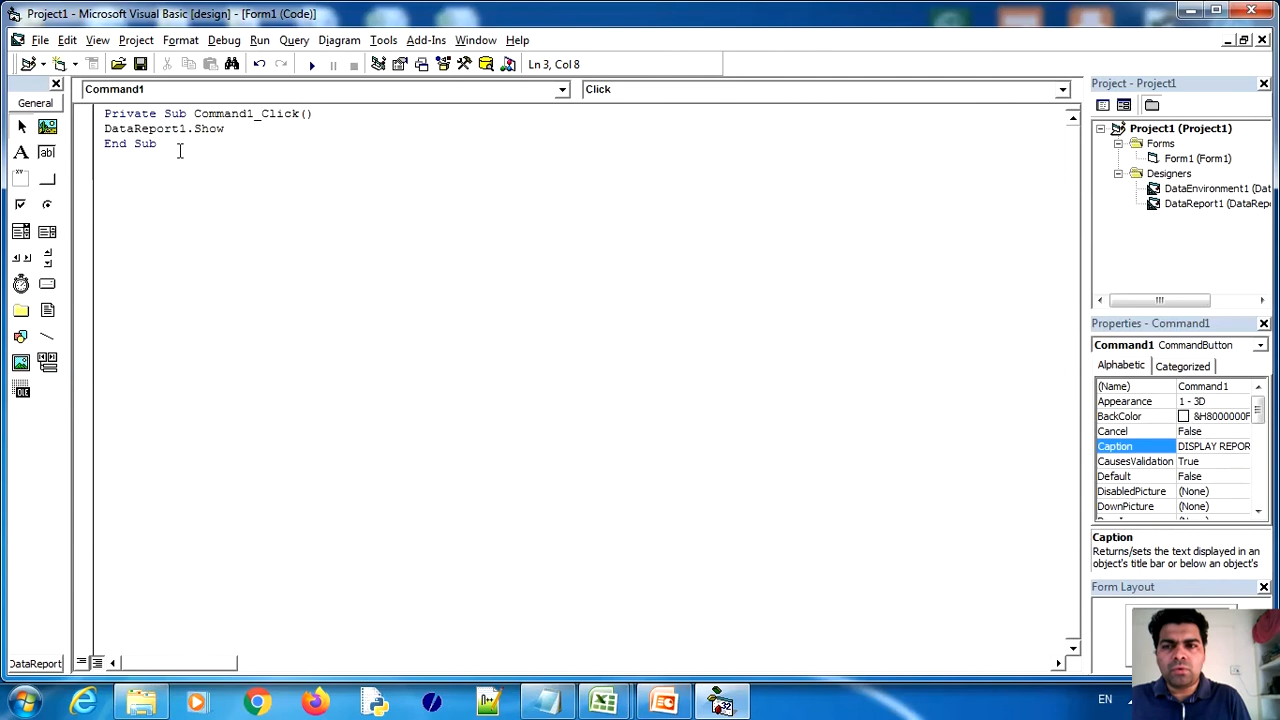 Project1 - Microsoft Visual Basic [design] - [Form1 (Code)]
File Edit View Project Format Debug Run Query Diagram Tools Add-Ins Window Help
Ln 3, Col 8
General
Command1
Click
Private Sub Command1_Click()
DataReport1.Show
End Sub
DataReport
Project - Project1
Project1 (Project1)
Forms
Form1 (Form1)
Designers
DataEnvironment1 (Dat
DataReport1 (DataRepo
Properties - Command1
Command1 CommandButton
Alphabetic Categorized
(Name) Command1
Appearance 1 - 3D
BackColor &H8000000F
Cancel False
Caption DISPLAY REPOR
CausesValidation True
Default False
DisabledPicture (None)
DownPicture (None)
Caption
Returns/sets the text displayed in an
object's title bar or below an object's
Form Layout
OLE
32
EN